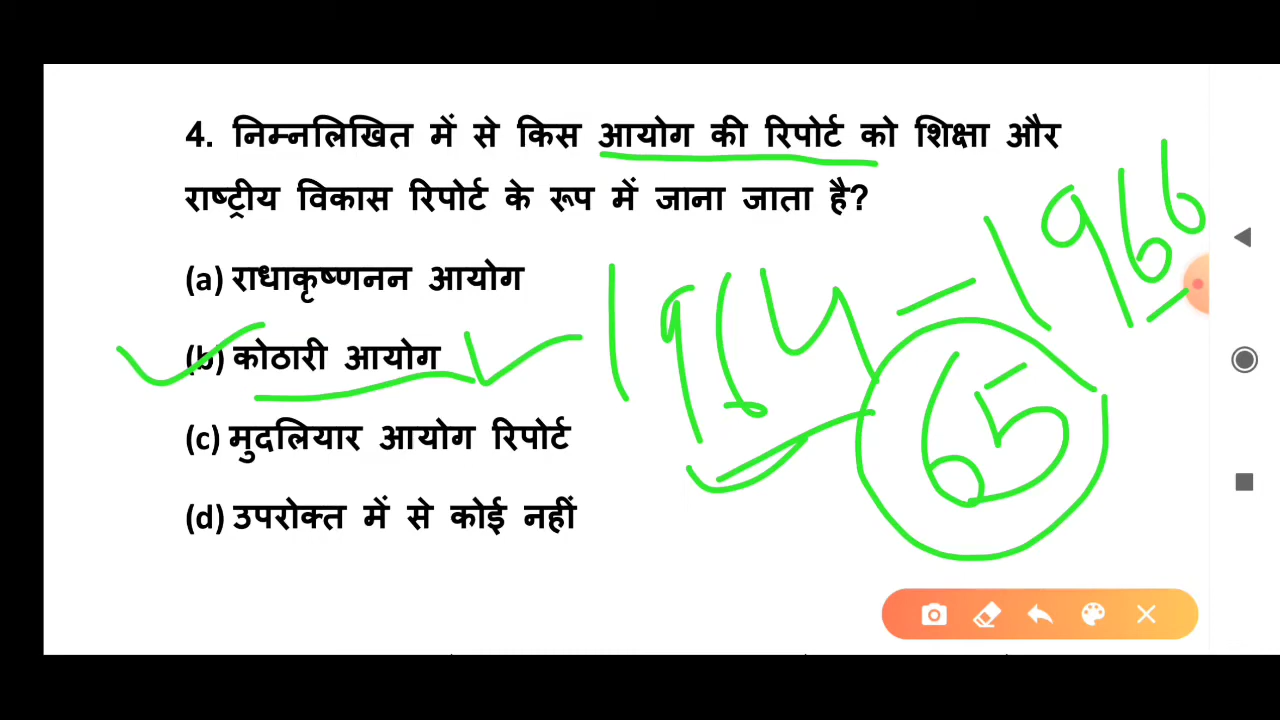 4. निम्नलिखित में से किस आयोग की रिपोर्ट को शिक्षा और
राष्ट्रीय विकास रिपोर्ट के रूप में जाना जाता है?
(a) राधाकृष्णनन आयोग
(b) कोठारी आयोग
(c) मुदलियार आयोग रिपोर्ट
(d) उपरोक्त में से कोई नहीं
1964 - 1966
65